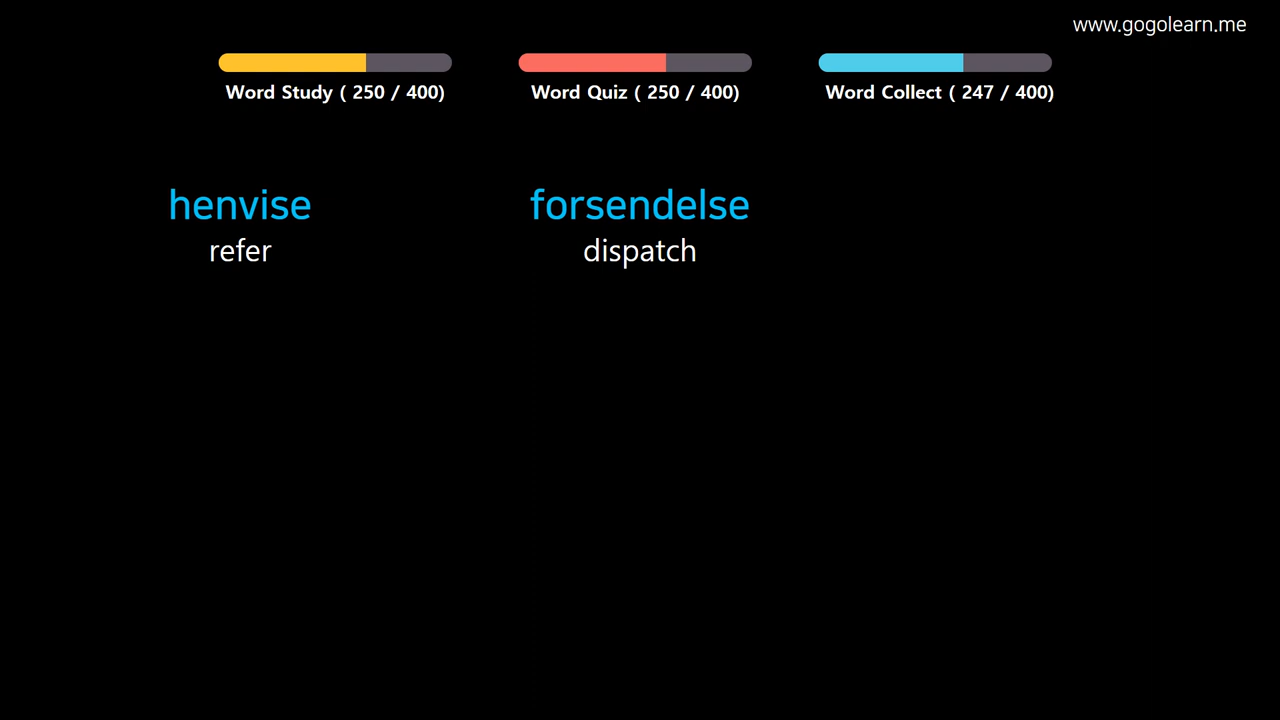 www.gogolearn.me
Word Study ( 250 / 400)
Word Quiz ( 250 / 400)
Word Collect ( 247 / 400)
henvise
refer
forsendelse
dispatch